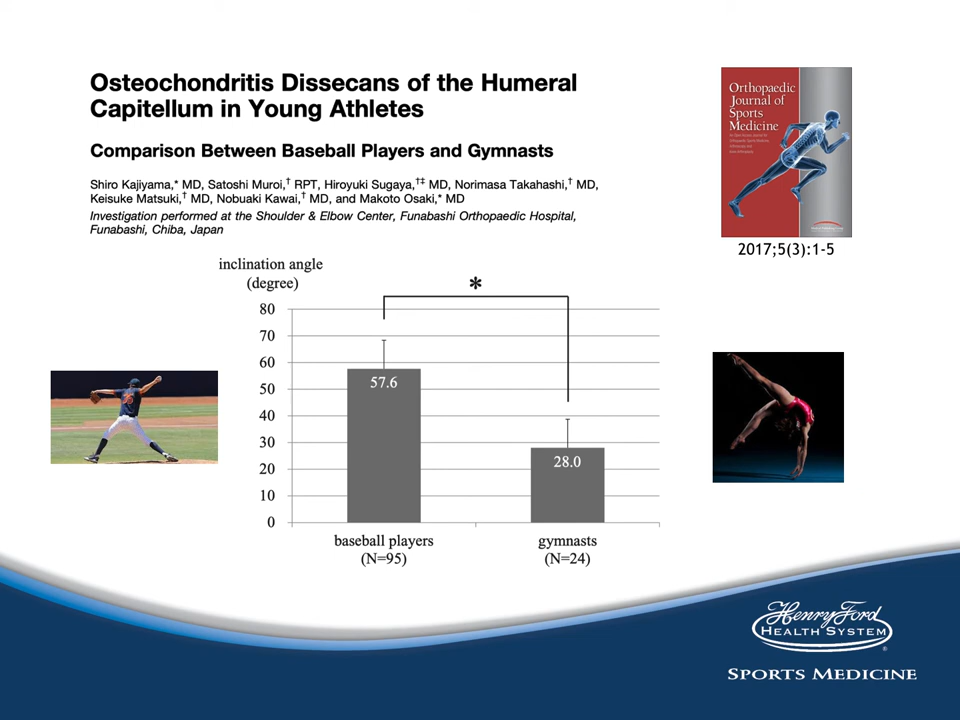 Osteochondritis Dissecans of the Humeral
Capitellum in Young Athletes
Comparison Between Baseball Players and Gymnasts
Shiro Kajiyama,* MD, Satoshi Muroi,† RPT, Hiroyuki Sugaya,†‡ MD, Norimasa Takahashi,† MD,
Keisuke Matsuki,† MD, Nobuaki Kawai,† MD, and Makoto Osaki,* MD
Investigation performed at the Shoulder & Elbow Center, Funabashi Orthopaedic Hospital,
Funabashi, Chiba, Japan
Orthopaedic
Journal of
Sports
Medicine
2017;5(3):1-5
inclination angle
(degree)
*
80
70
60
50
40
30
20
10
0
57.6
28.0
baseball players
(N=95)
gymnasts
(N=24)
Henry Ford
HEALTH SYSTEM
®
SPORTS MEDICINE